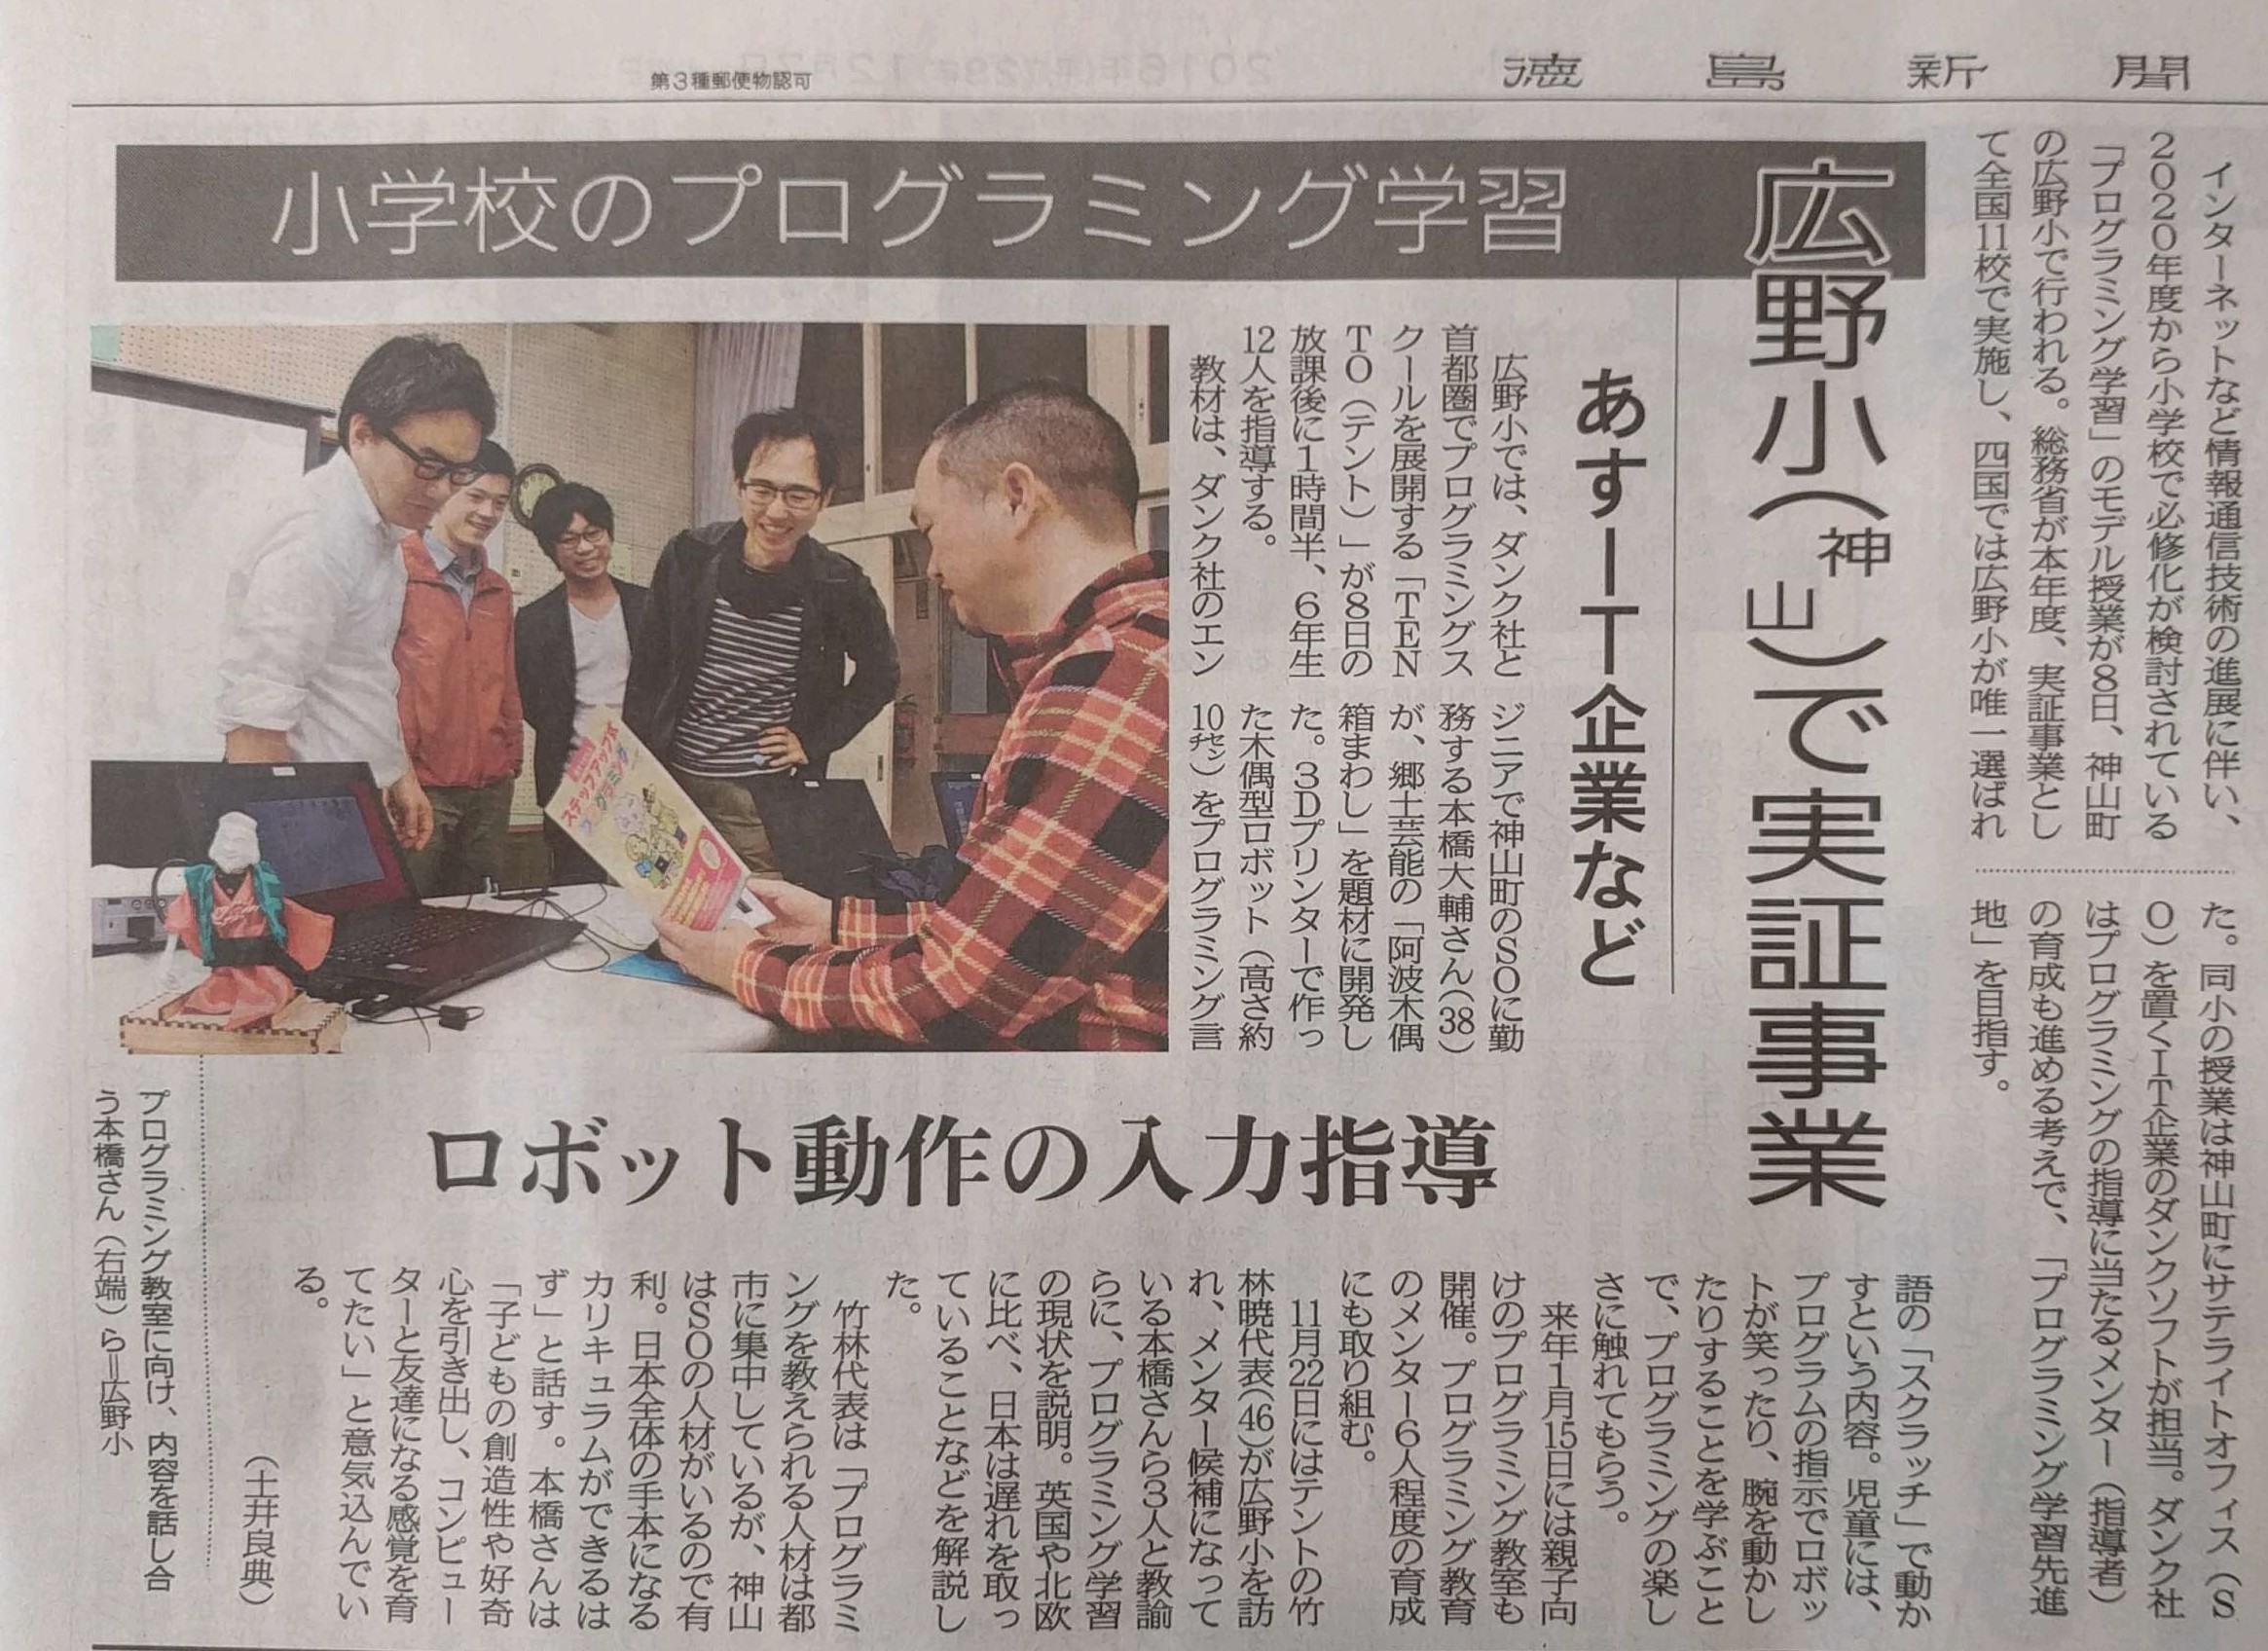 第3種郵便物認可
徳島新聞
小学校のプログラミング学習
広野小(神山)で実証事業
あすIT企業など
ロボット動作の入力指導
インターネットなど情報通信技術の進展に伴い、
2020年度から小学校で必修化が検討されている
「プログラミング学習」のモデル授業が8日、神山町
の広野小で行われる。総務省が本年度、実証事業とし
て全国11校で実施し、四国では広野小が唯一選ばれ
た。同小の授業は神山町にサテライトオフィス(S
O)を置くIT企業のダンクソフトが担当。ダンク社
はプログラミングの指導に当たるメンター(指導者)
の育成も進める考えで、「プログラミング学習先進
地」を目指す。
広野小では、ダンク社と
首都圏でプログラミングス
クールを展開する「TEN
TO(テント)」が8日の
放課後に1時間半、6年生
12人を指導する。
教材は、ダンク社のエン
ジニアで神山町のSOに勤
務する本橋大輔さん(38)
が、郷土芸能の「阿波木偶
箱まわし」を題材に開発し
た。3Dプリンターで作っ
た木偶型ロボット(高さ約
10センチ)をプログラミング言
語の「スクラッチ」で動か
すという内容。児童には、
プログラムの指示でロボッ
トが笑ったり、腕を動かし
たりすることを学ぶこと
で、プログラミングの楽し
さに触れてもらう。
来年1月15日には親子向
けのプログラミング教室も
開催。プログラミング教育
のメンター6人程度の育成
にも取り組む。
11月22日にはテントの竹
林暁代表(46)が広野小を訪
れ、メンター候補になって
いる本橋さんら3人と教諭
らに、プログラミング学習
の現状を説明。英国や北欧
に比べ、日本は遅れを取っ
ていることなどを解説し
た。
竹林代表は「プログラミ
ングを教えられる人材は都
市に集中しているが、神山
はSOの人材がいるので有
利。日本全体の手本になる
カリキュラムができるは
ず」と話す。本橋さんは
「子どもの創造性や好奇
心を引き出し、コンピュー
ターと友達になる感覚を育
てたい」と意気込んでい
る。
(土井良典)
プログラミング教室に向け、内容を話し合
う本橋さん(右端)ら=広野小